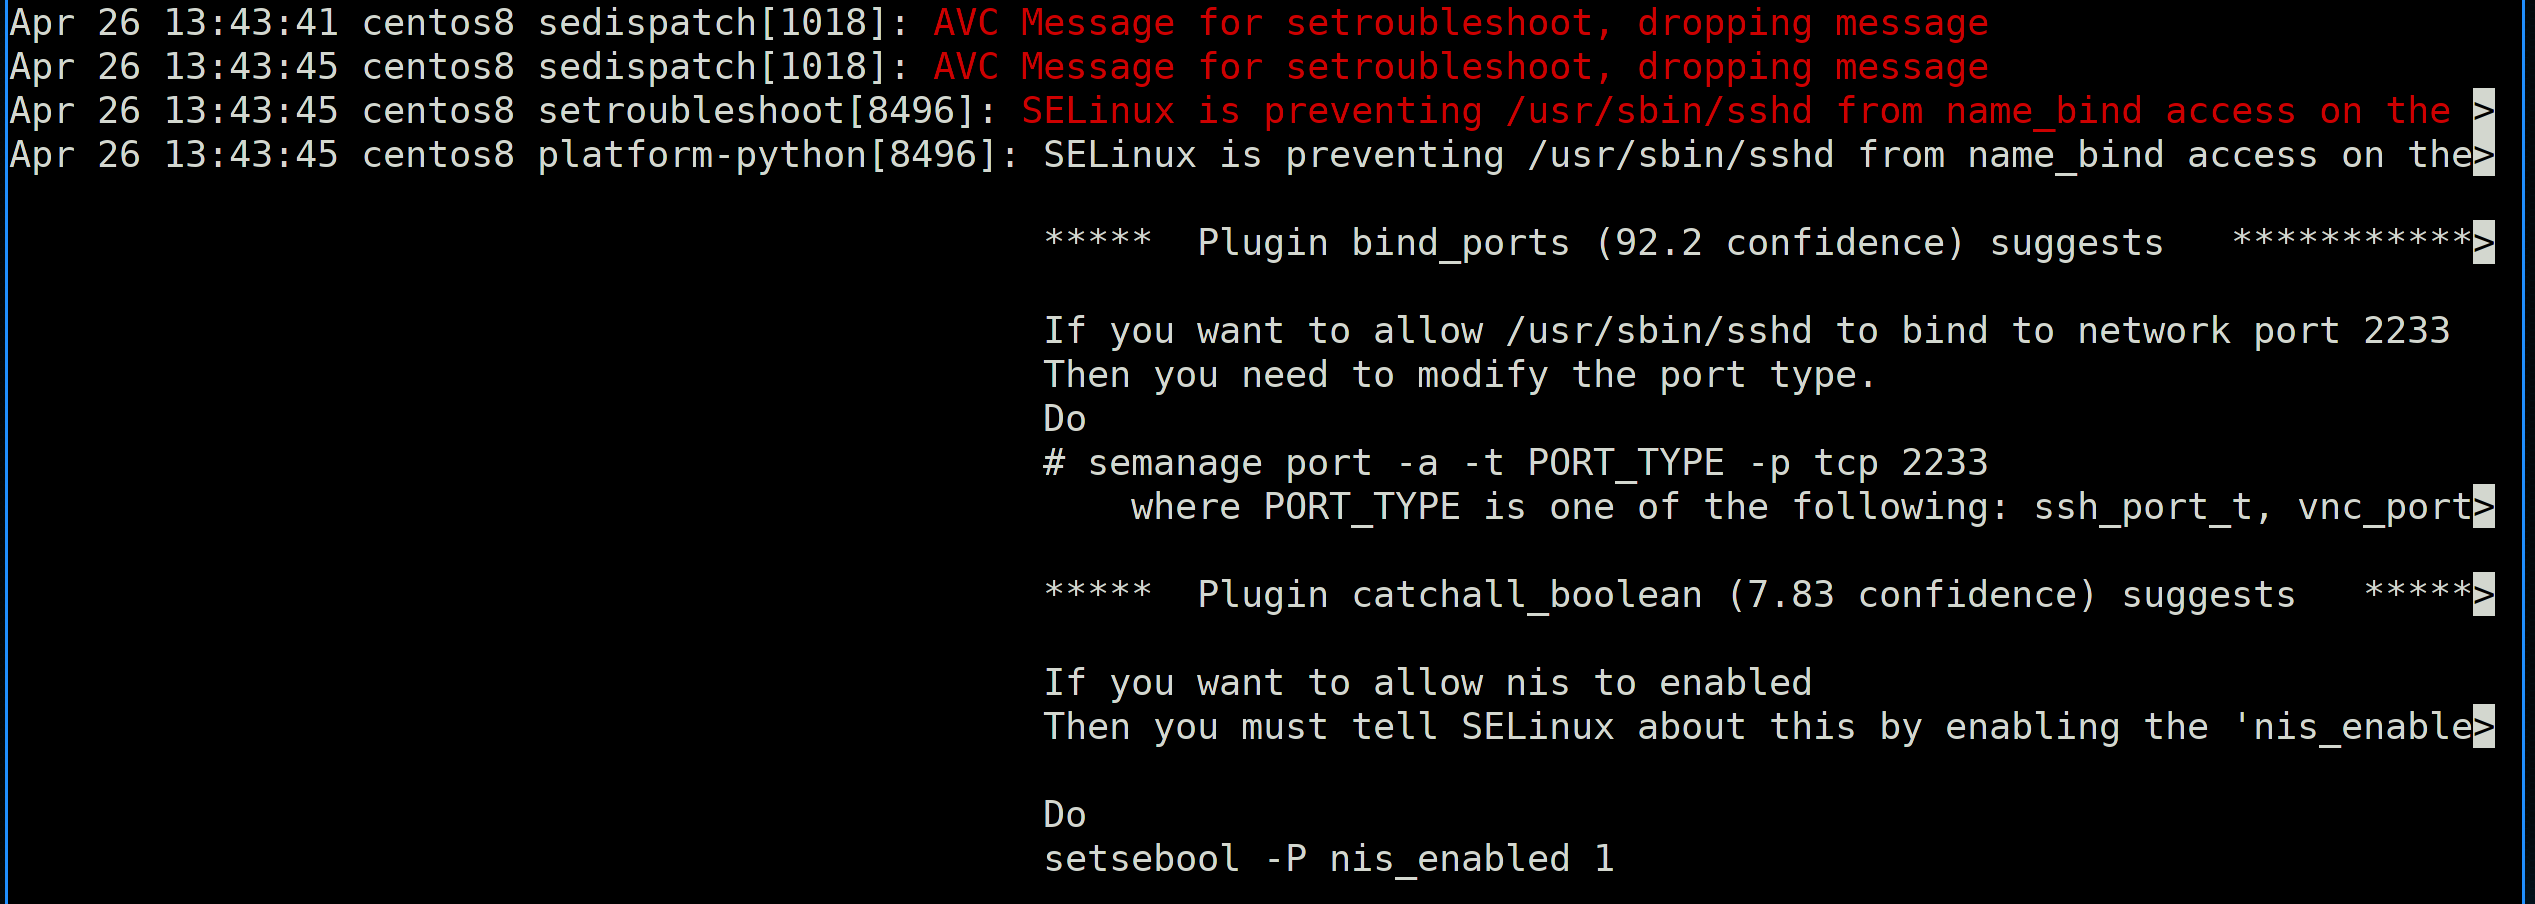 Apr 26 13:43:41 centos8 sedispatch[1018]: AVC Message for setroubleshoot, dropping message
Apr 26 13:43:45 centos8 sedispatch[1018]: AVC Message for setroubleshoot, dropping message
Apr 26 13:43:45 centos8 setroubleshoot[8496]: SELinux is preventing /usr/sbin/sshd from name_bind access on the >
Apr 26 13:43:45 centos8 platform-python[8496]: SELinux is preventing /usr/sbin/sshd from name_bind access on the>
*****  Plugin bind_ports (92.2 confidence) suggests   ***********>
If you want to allow /usr/sbin/sshd to bind to network port 2233
Then you need to modify the port type.
Do
# semanage port -a -t PORT_TYPE -p tcp 2233
where PORT_TYPE is one of the following: ssh_port_t, vnc_port>
*****  Plugin catchall_boolean (7.83 confidence) suggests   *****>
If you want to allow nis to enabled
Then you must tell SELinux about this by enabling the 'nis_enable>
Do
setsebool -P nis_enabled 1